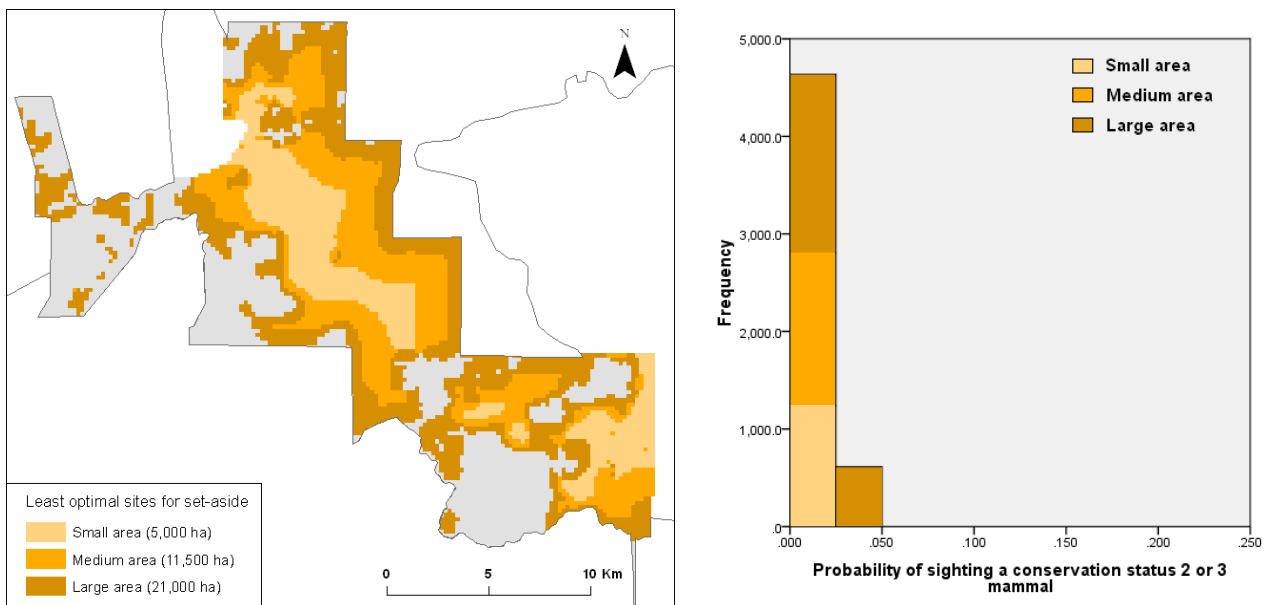 N
Least optimal sites for set-aside
Small area (5,000 ha)
Medium area (11,500 ha)
Large area (21,000 ha)
0 5 10 Km
5,000.0
4,000.0
3,000.0
2,000.0
1,000.0
.0
Frequency
Small area
Medium area
Large area
.000 .050 .100 .150 .200 .250
Probability of sighting a conservation status 2 or 3
mammal